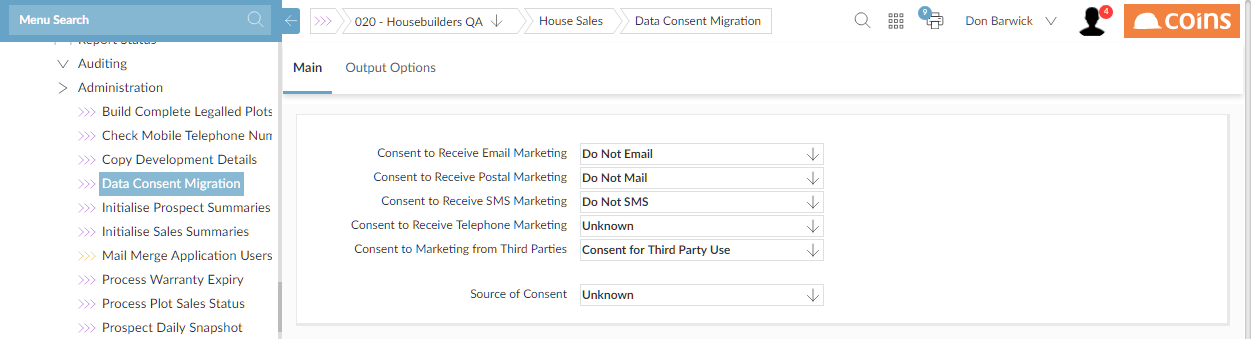 Menu Search
020 - Housebuilders QA
House Sales
Data Consent Migration
9
Don Barwick
4
coins
Report Status
Auditing
Administration
Build Complete Legalled Plots
Check Mobile Telephone Num
Copy Development Details
Data Consent Migration
Initialise Prospect Summaries
Initialise Sales Summaries
Mail Merge Application Users
Process Warranty Expiry
Process Plot Sales Status
Prospect Daily Snapshot
Main
Output Options
Consent to Receive Email Marketing Do Not Email
Consent to Receive Postal Marketing Do Not Mail
Consent to Receive SMS Marketing Do Not SMS
Consent to Receive Telephone Marketing Unknown
Consent to Marketing from Third Parties Consent for Third Party Use
Source of Consent Unknown